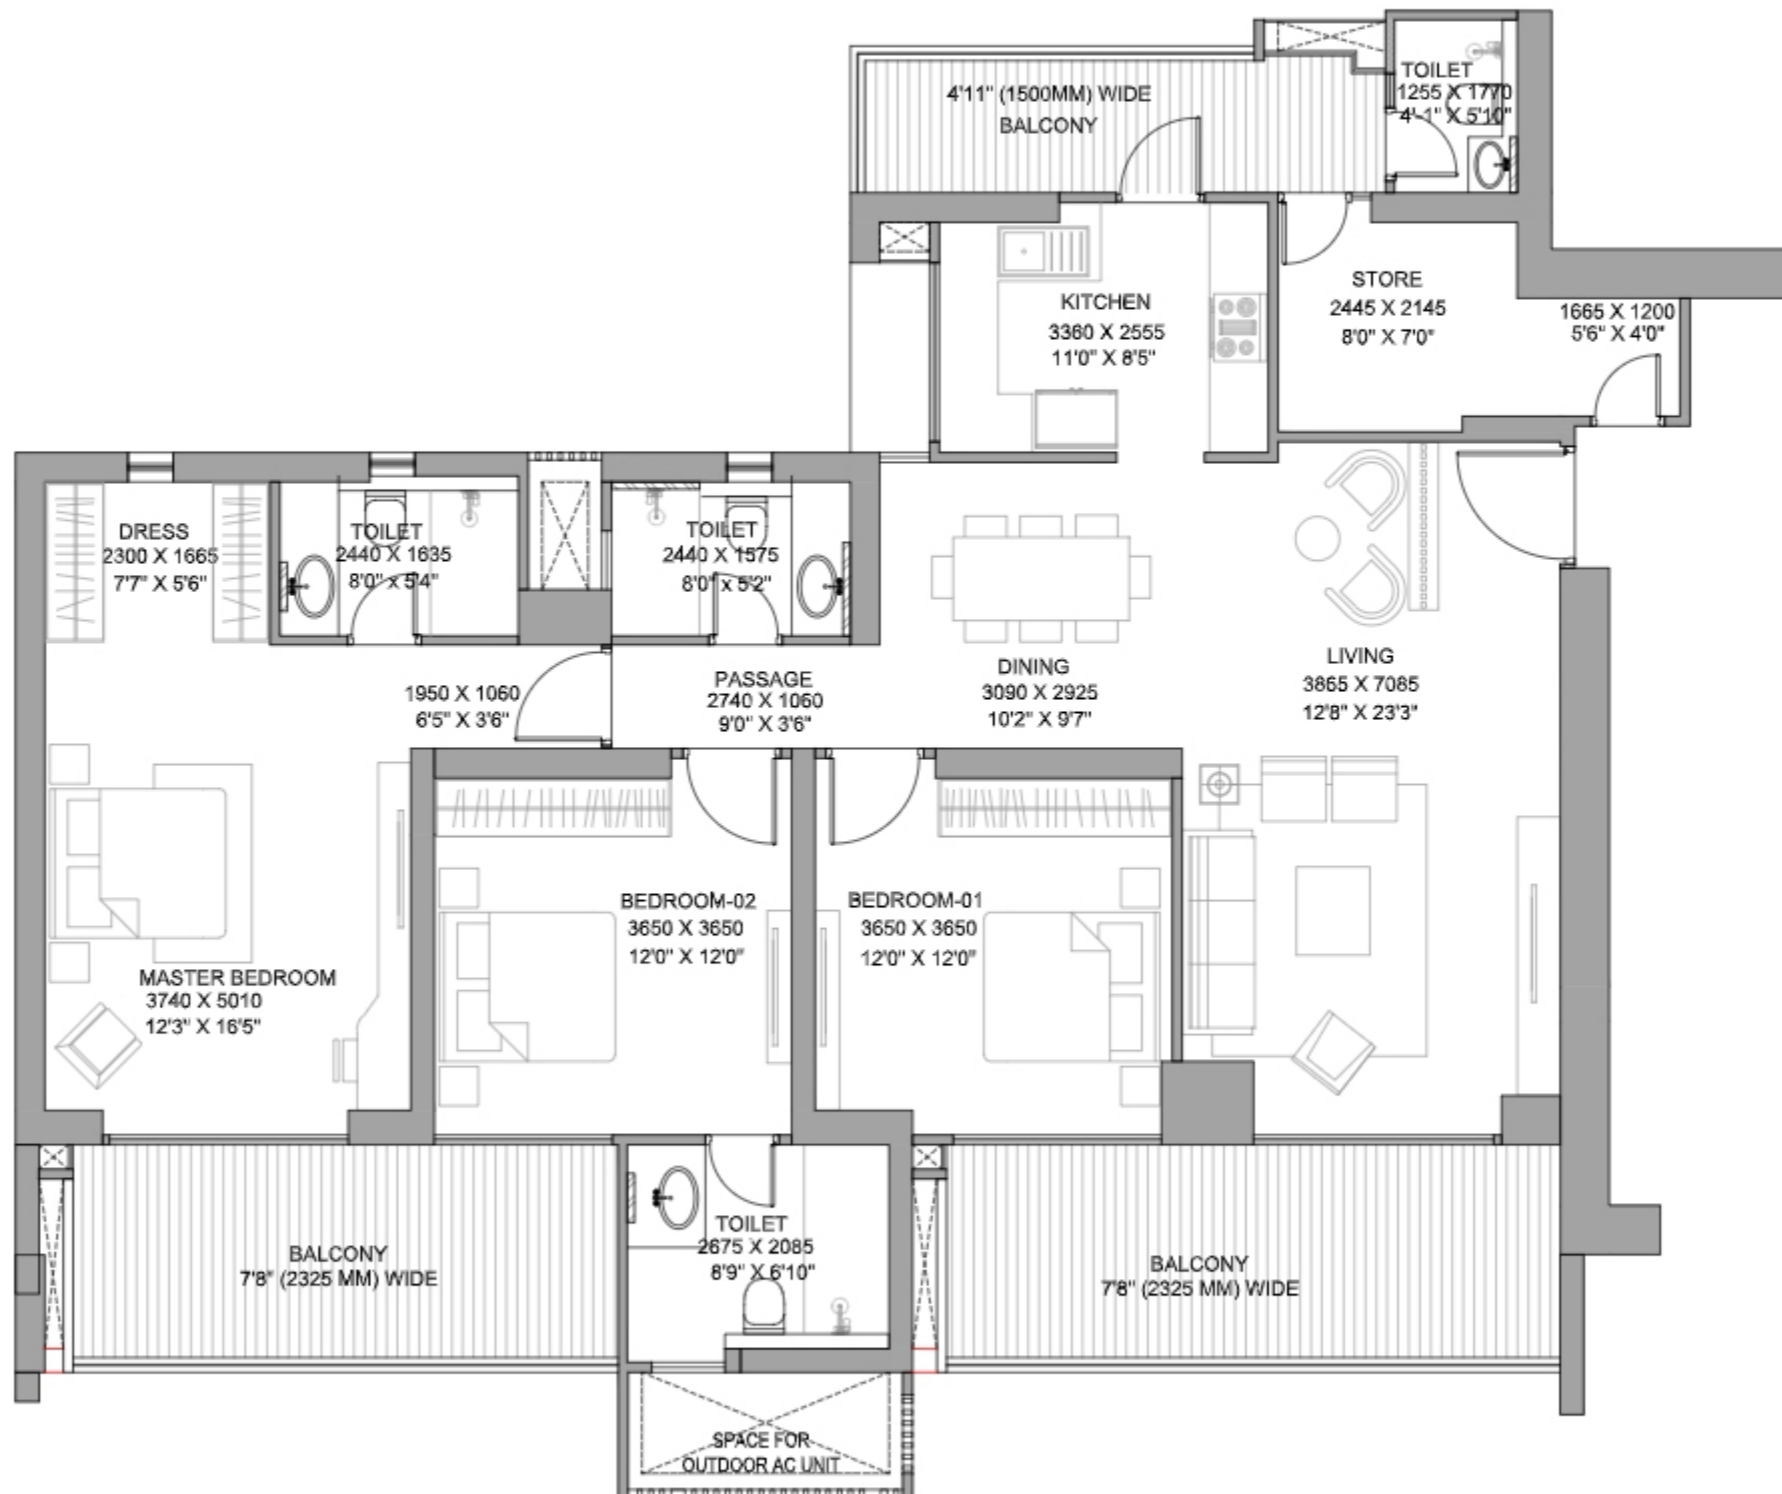 4'11" (1500MM) WIDE
BALCONY
TOILET
1255 X 1770
4'-1" X 5'10"
KITCHEN
3360 X 2555
11'0" X 8'5"
STORE
2445 X 2145
8'0" X 7'0"
1665 X 1200
5'6" X 4'0"
DRESS
2300 X 1665
7'7" X 5'6"
TOILET
2440 X 1635
8'0" x 5'4"
TOILET
2440 X 1575
8'0" x 5'2"
1950 X 1060
6'5" X 3'6"
PASSAGE
2740 X 1060
9'0" X 3'6"
DINING
3090 X 2925
10'2" X 9'7"
LIVING
3865 X 7085
12'8" X 23'3"
MASTER BEDROOM
3740 X 5010
12'3" X 16'5"
BEDROOM-02
3650 X 3650
12'0" X 12'0"
BEDROOM-01
3650 X 3650
12'0" X 12'0"
BALCONY
7'8" (2325 MM) WIDE
TOILET
2675 X 2085
8'9" X 6'10"
BALCONY
7'8" (2325 MM) WIDE
SPACE FOR
OUTDOOR AC UNIT